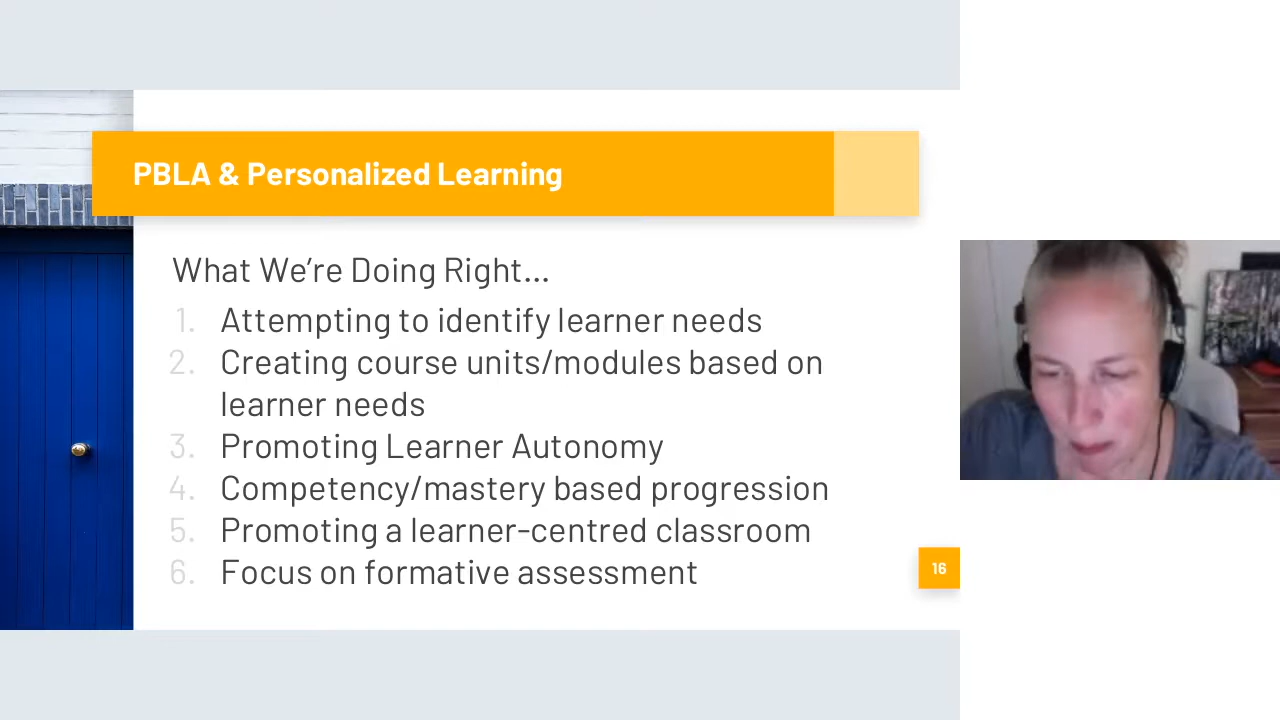 PBLA & Personalized Learning
What We’re Doing Right...
1. Attempting to identify learner needs
2. Creating course units/modules based on
learner needs
3. Promoting Learner Autonomy
4. Competency/mastery based progression
5. Promoting a learner-centred classroom
6. Focus on formative assessment
16